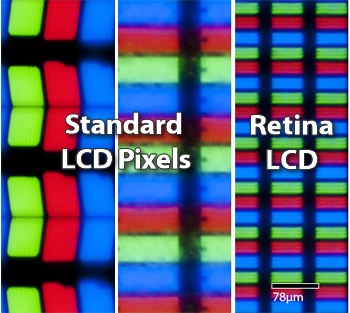 Standard
LCD Pixels
Retina
LCD
78µm